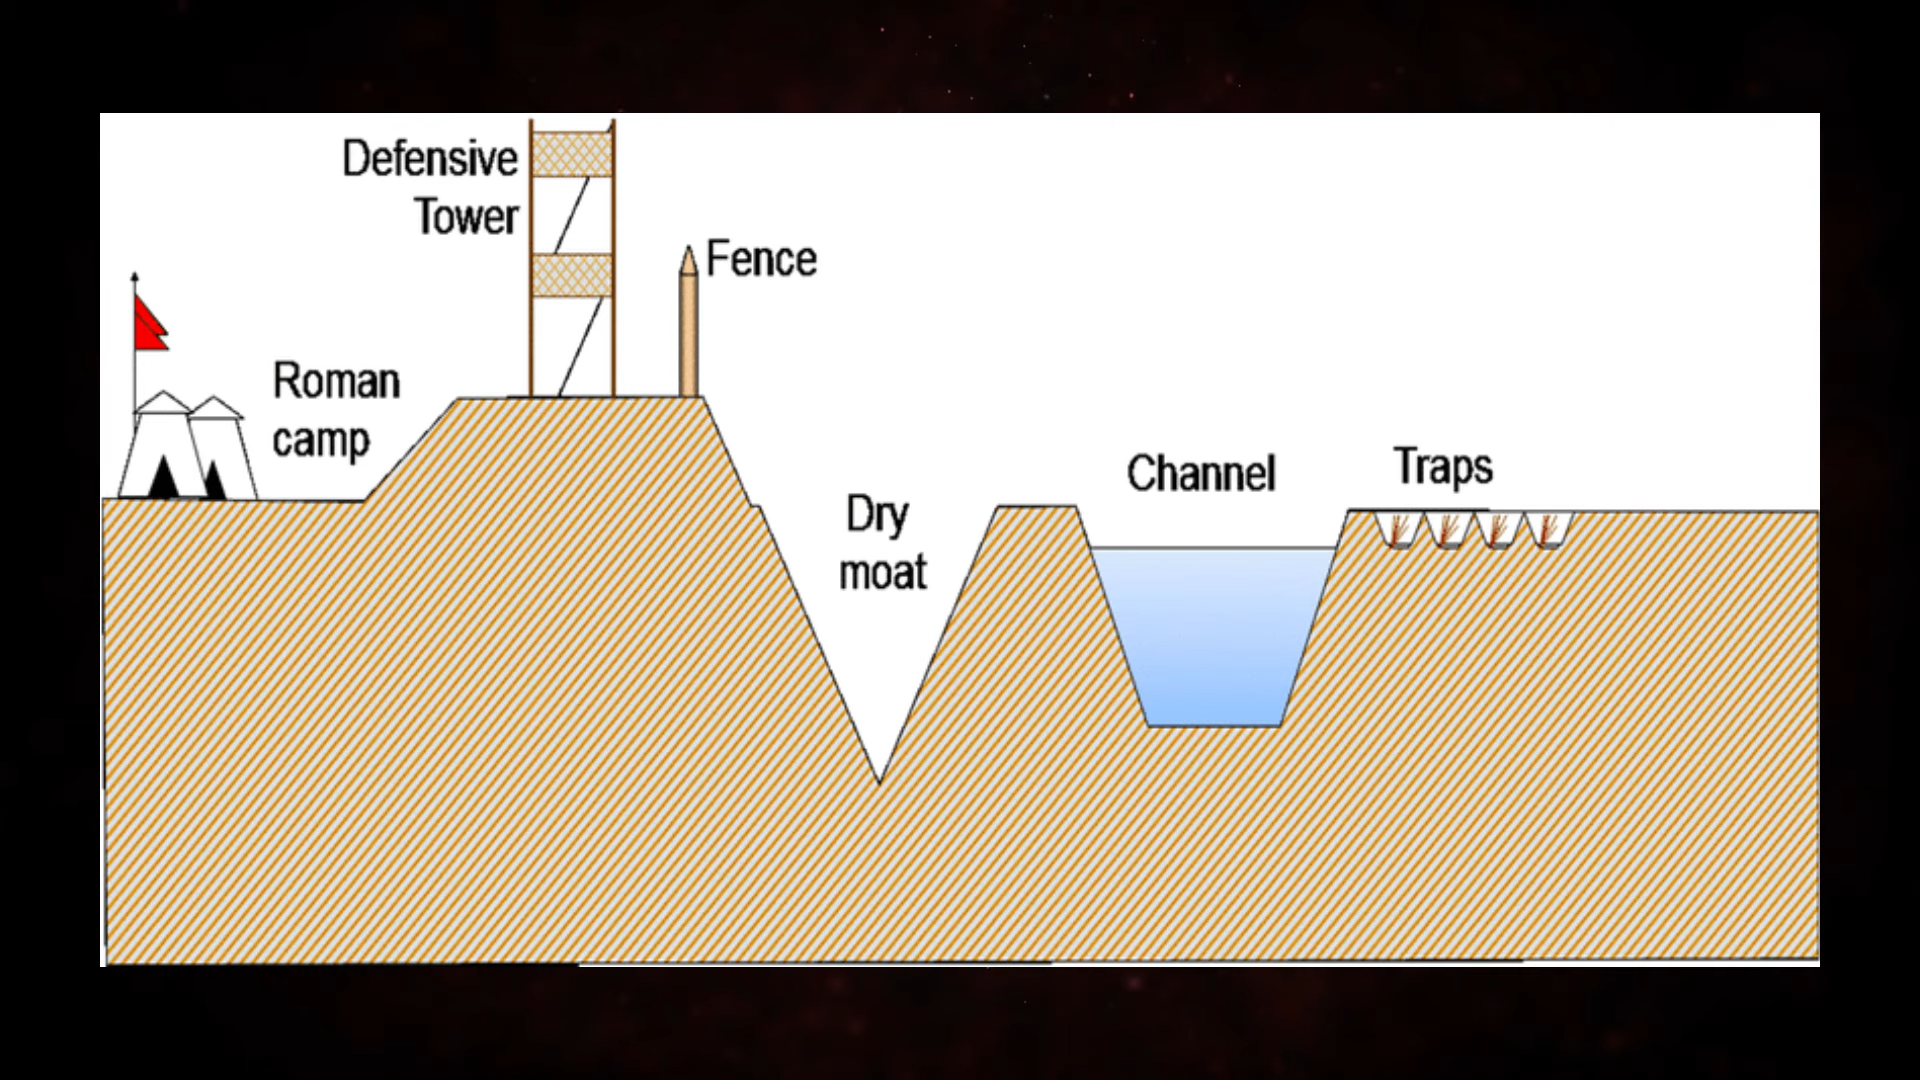 Defensive
Tower
Fence
Roman
camp
Dry
moat
Channel
Traps